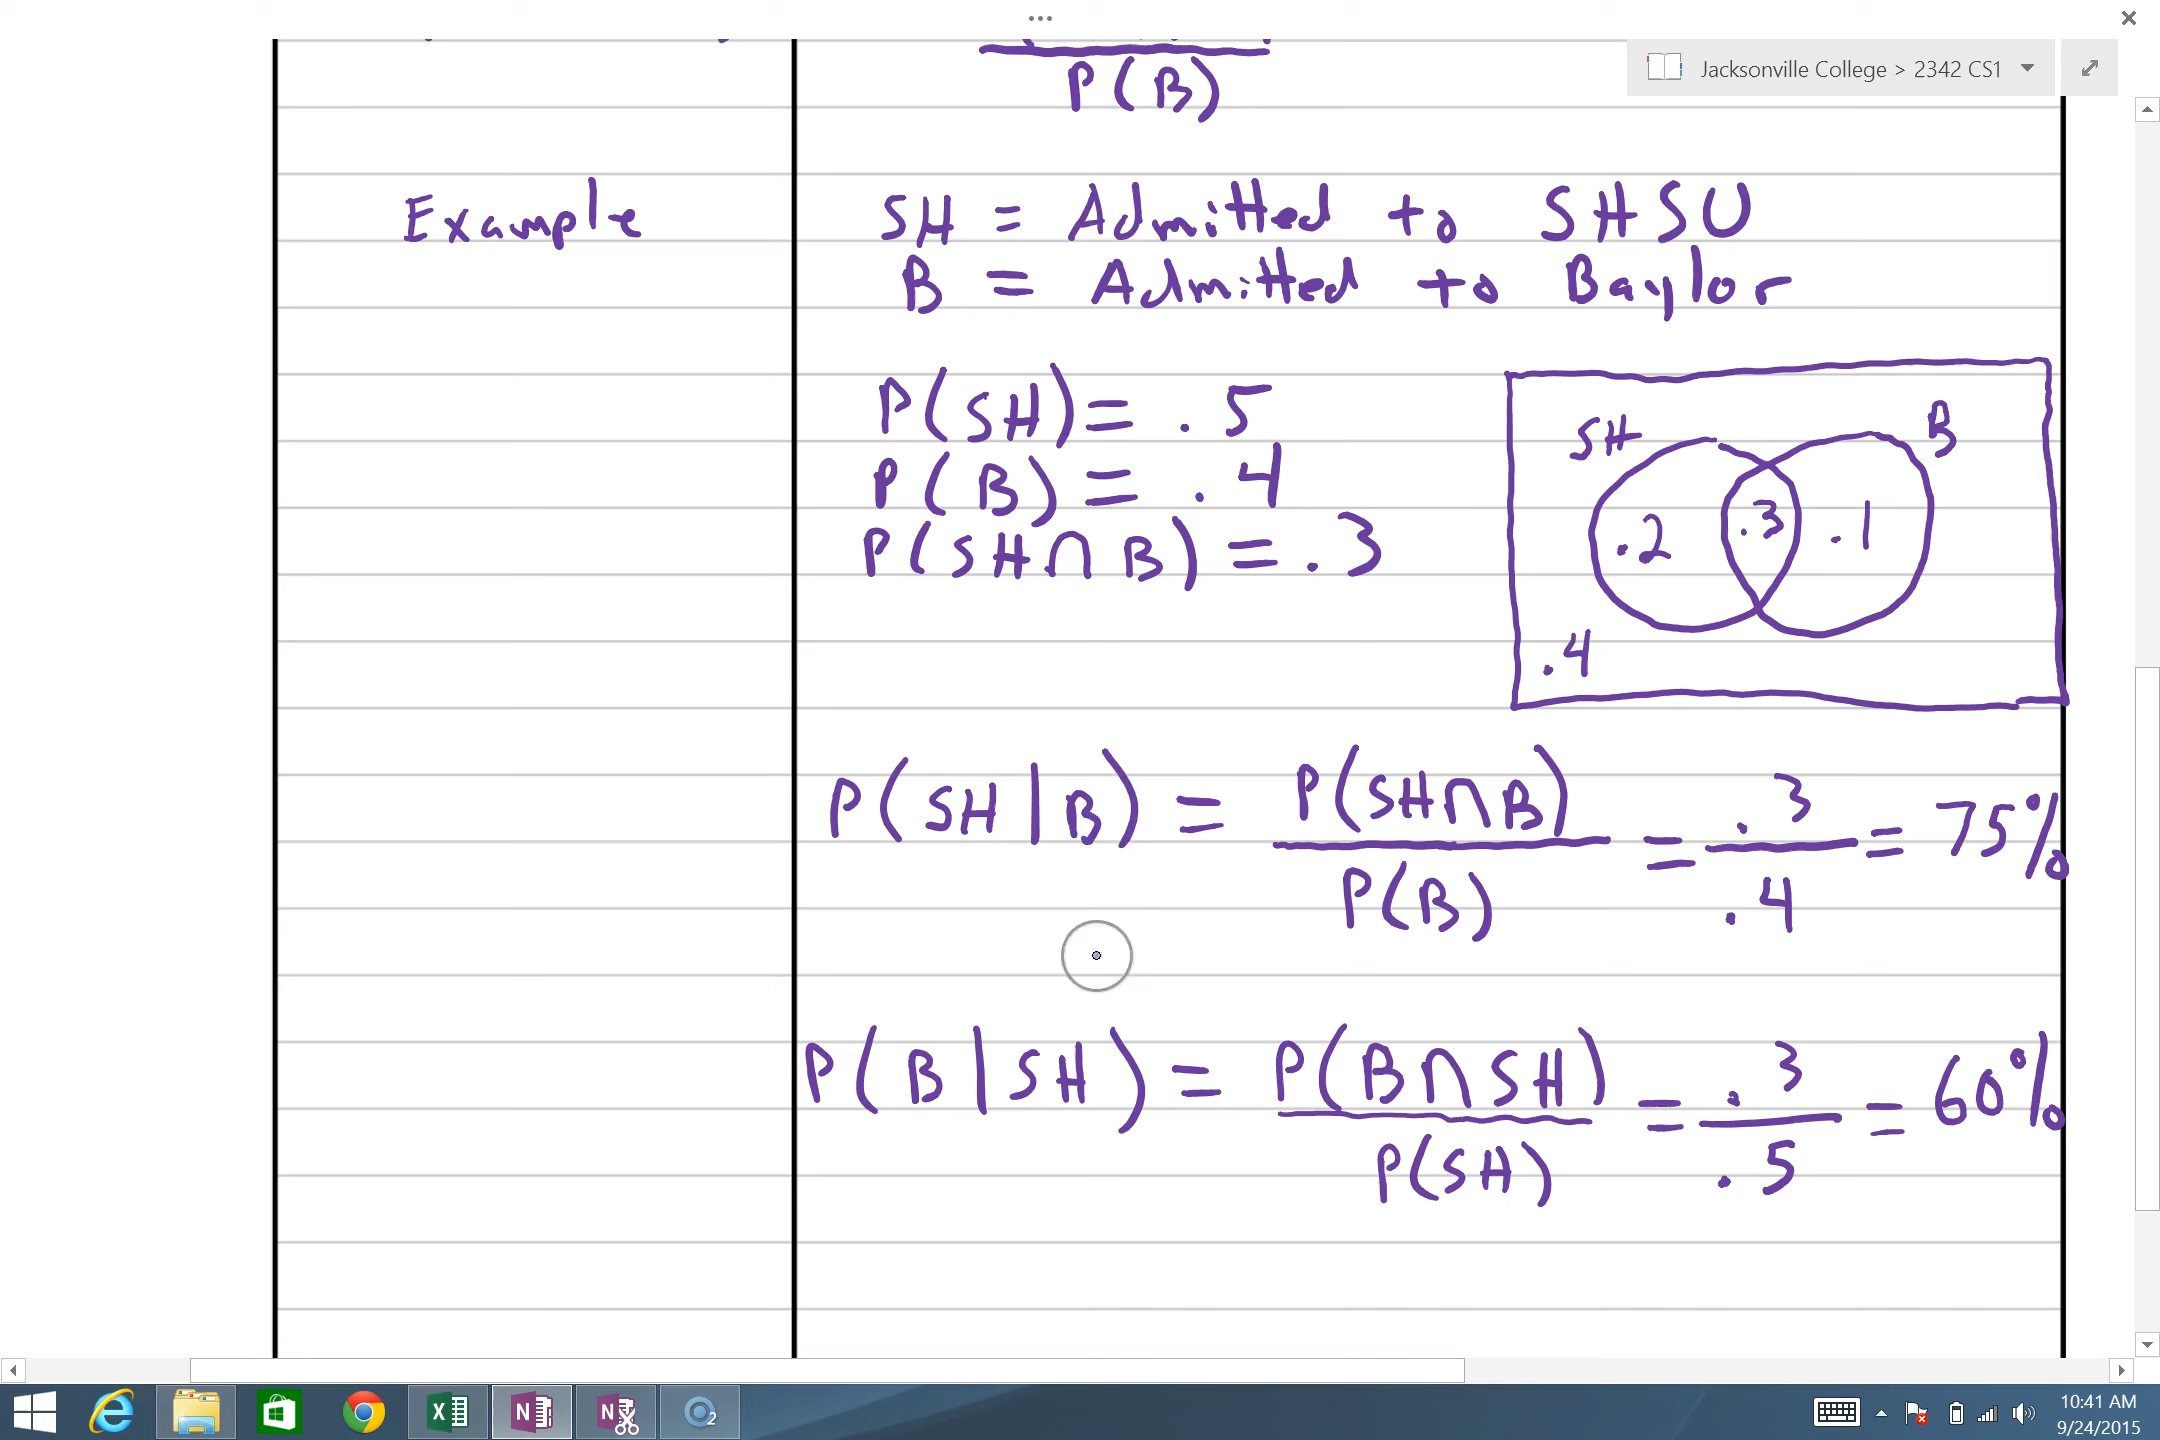 Jacksonville College > 2342 CS1
P(B)
Example
SH = Admitted to SHSU
B = Admitted to Baylor
P(SH) = .5
P(B) = .4
P(SH∩B) = .3
SH
B
.2
.3
.1
.4
P(SH|B) = P(SH∩B) = .3 = 75%
P(B) .4
P(B|SH) = P(B∩SH) = .3 = 60%
P(SH) .5
10:41 AM
9/24/2015